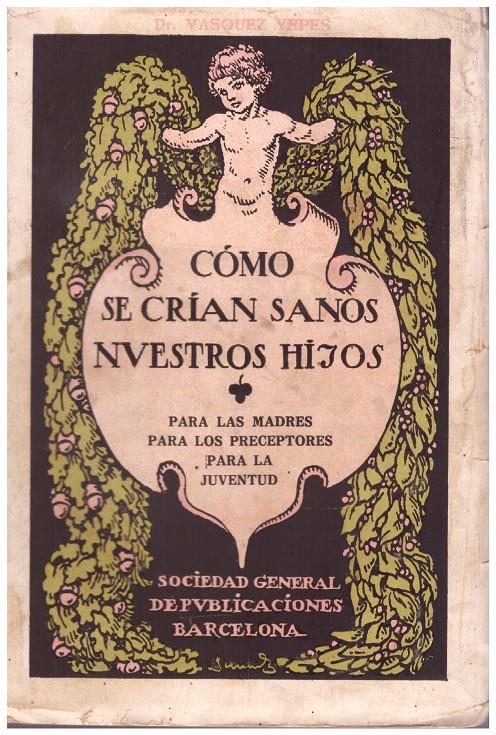 Dr. VASQUEZ YEPES
CÓMO
SE CRÍAN SANOS
NVESTROS HIJOS
PARA LAS MADRES
PARA LOS PRECEPTORES
PARA LA
JUVENTUD
SOCIEDAD GENERAL
DE PVBLICACIONES
BARCELONA